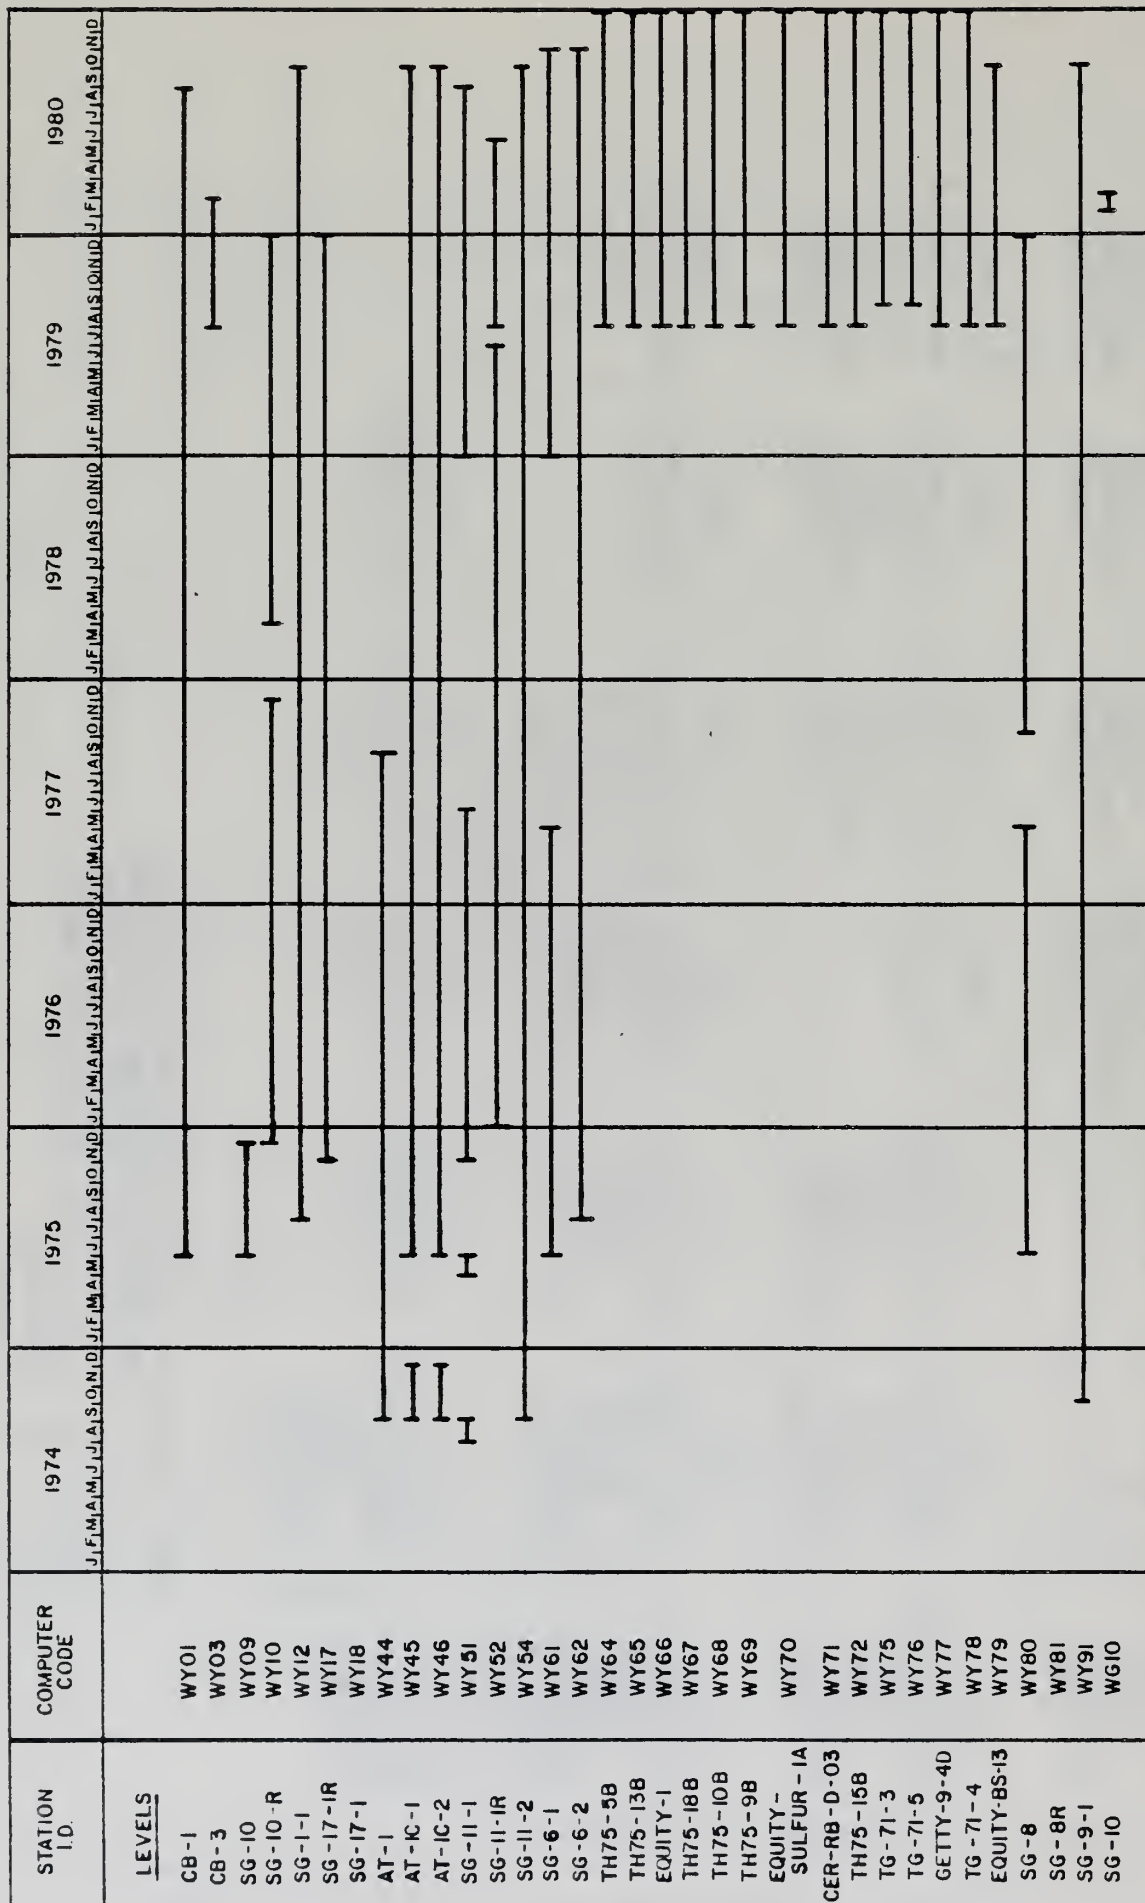 STATION I.D. COMPUTER CODE 1974 1975 1976 1977 1978 1979 1980
J F M A M J J A S O N D J F M A M J J A S O N D J F M A M J J A S O N D J F M A M J J A S O N D J F M A M J J A S O N D J F M A M J J A S O N D J F M A M J J A S O N D
LEVELS
CB-1 WY01
CB-3 WY03
SG-10 WY09
SG-10-R WY10
SG-1-1 WY12
SG-17-1R WY17
SG-17-1 WY18
AT-1 WY44
AT-1C-1 WY45
AT-1C-2 WY46
SG-11-1 WY51
SG-11-1R WY52
SG-11-2 WY54
SG-6-1 WY61
SG-6-2 WY62
TH75-5B WY64
TH75-13B WY65
EQUITY-1 WY66
TH75-18B WY67
TH75-10B WY68
TH75-9B WY69
EQUITY-
SULFUR-1A WY70
CER-RB-D-03 WY71
TH75-15B WY72
TG-71-3 WY75
TG-71-5 WY76
GETTY-9-4D WY77
TG-71-4 WY78
EQUITY-BS-13 WY79
SG-8 WY80
SG-8R WY81
SG-9-1 WY91
SG-10 WG10